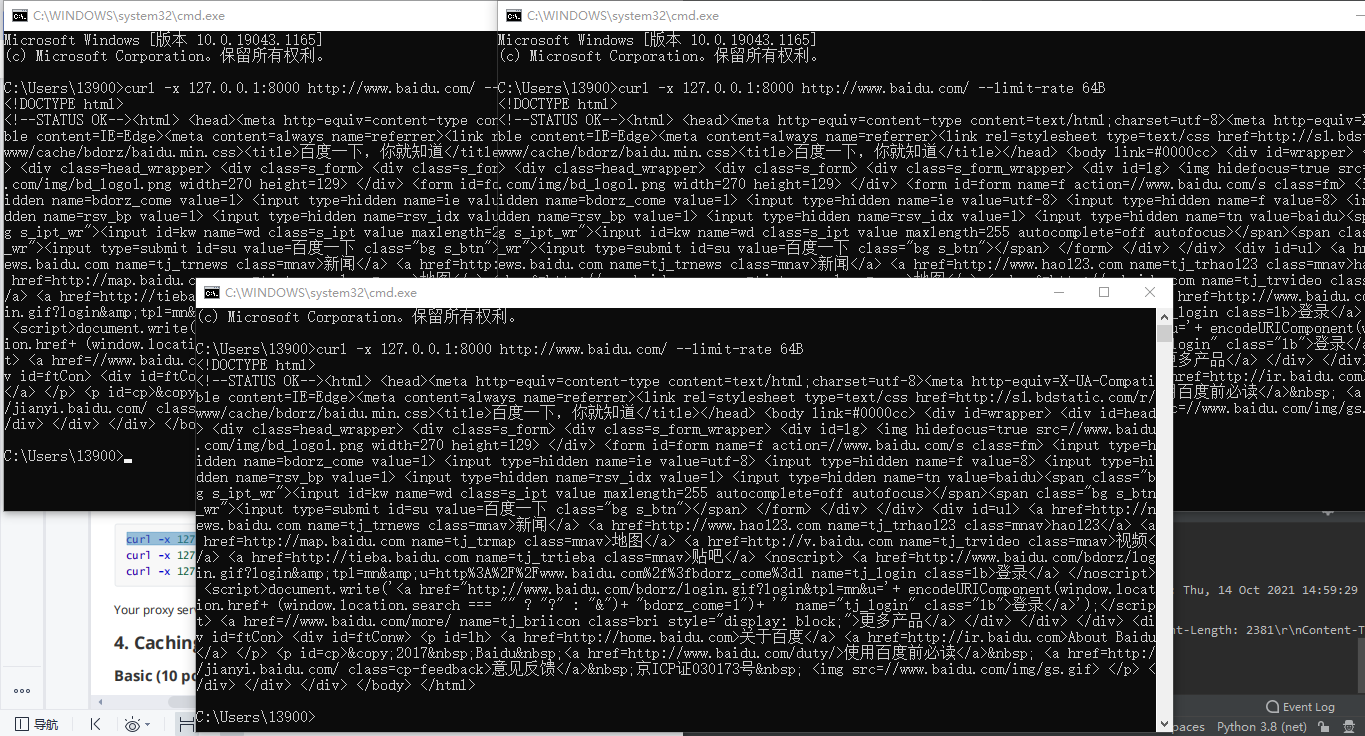 C:\WINDOWS\system32\cmd.exe
Microsoft Windows [版本 10.0.19043.1165]
(c) Microsoft Corporation。保留所有权利。
C:\Users\13900>curl -x 127.0.0.1:8000 http://www.baidu.com/ --
<!DOCTYPE html>
<!--STATUS OK--><html> <head><meta http-equiv=content-type con
ble content=IE=Edge><meta content=always name=referrer><link r
www/cache/bdorz/baidu.min.css><title>百度一下，你就知道</title
> <div class=head_wrapper> <div class=s_form> <div class=s_for
.com/img/bd_logo1.png width=270 height=129> </div> <form id=fo
idden name=bdorz_come value=1> <input type=hidden name=ie valu
dden name=rsv_bp value=1> <input type=hidden name=rsv_idx valu
g s_ipt_wr"><input id=kw name=wd class=s_ipt value maxlength=2
_wr"><input type=submit id=su value=百度一下 class="bg s_btn">
ews.baidu.com name=tj_trnews class=mnav>新闻</a> <a href=http:
href=http://map.baidu.com
/a> <a href=http://tieba
in.gif?login&amp;tpl=mn&
<script>document.write(
ion.href+ (window.locati
t> <a href=//www.baidu.c
v id=ftCon> <div id=ftCo
</a> </p> <p id=cp>&copy
/jianyi.baidu.com/ class
/div> </div> </div> </bo
C:\Users\13900>
C:\WINDOWS\system32\cmd.exe
Microsoft Windows [版本 10.0.19043.1165]
(c) Microsoft Corporation。保留所有权利。
C:\Users\13900>curl -x 127.0.0.1:8000 http://www.baidu.com/ --limit-rate 64B
<!DOCTYPE html>
<!--STATUS OK--><html> <head><meta http-equiv=content-type content=text/html;charset=utf-8><meta http-equiv=X
ble content=IE=Edge><meta content=always name=referrer><link rel=stylesheet type=text/css href=http://s1.bds
www/cache/bdorz/baidu.min.css><title>百度一下，你就知道</title></head> <body link=#0000cc> <div id=wrapper> <
> <div class=head_wrapper> <div class=s_form> <div class=s_form_wrapper> <div id=lg> <img hidefocus=true src=
.com/img/bd_logo1.png width=270 height=129> </div> <form id=form name=f action=//www.baidu.com/s class=fm> <i
idden name=bdorz_come value=1> <input type=hidden name=ie value=utf-8> <input type=hidden name=f value=8> <in
dden name=rsv_bp value=1> <input type=hidden name=rsv_idx value=1> <input type=hidden name=tn value=baidu><sp
g s_ipt_wr"><input id=kw name=wd class=s_ipt value maxlength=255 autocomplete=off autofocus></span><span clas
_wr"><input type=submit id=su value=百度一下 class="bg s_btn"></span> </form> </div> </div> <div id=u1> <a hr
ews.baidu.com name=tj_trnews class=mnav>新闻</a> <a href=http://www.hao123.com name=tj_trhao123 class=mnav>ha
com name=tj_trvideo c
href=http://www.baidu.co
_login class=lb>登录</a>
='+ encodeURIComponent(w
login" class="lb">登录</
更多产品</a> </div> </di
href=http://ir.baidu.com
用百度前必读</a>&nbsp; <a
=//www.baidu.com/img/gs.
C:\WINDOWS\system32\cmd.exe
(c) Microsoft Corporation。保留所有权利。
C:\Users\13900>curl -x 127.0.0.1:8000 http://www.baidu.com/ --limit-rate 64B
<!DOCTYPE html>
<!--STATUS OK--><html> <head><meta http-equiv=content-type content=text/html;charset=utf-8><meta http-equiv=X-UA-Compati
ble content=IE=Edge><meta content=always name=referrer><link rel=stylesheet type=text/css href=http://s1.bdstatic.com/r/
www/cache/bdorz/baidu.min.css><title>百度一下，你就知道</title></head> <body link=#0000cc> <div id=wrapper> <div id=head
> <div class=head_wrapper> <div class=s_form> <div class=s_form_wrapper> <div id=lg> <img hidefocus=true src=//www.baidu
.com/img/bd_logo1.png width=270 height=129> </div> <form id=form name=f action=//www.baidu.com/s class=fm> <input type=h
idden name=bdorz_come value=1> <input type=hidden name=ie value=utf-8> <input type=hidden name=f value=8> <input type=hi
dden name=rsv_bp value=1> <input type=hidden name=rsv_idx value=1> <input type=hidden name=tn value=baidu><span class="b
g s_ipt_wr"><input id=kw name=wd class=s_ipt value maxlength=255 autocomplete=off autofocus></span><span class="bg s_btn
_wr"><input type=submit id=su value=百度一下 class="bg s_btn"></span> </form> </div> </div> <div id=u1> <a href=http://n
ews.baidu.com name=tj_trnews class=mnav>新闻</a> <a href=http://www.hao123.com name=tj_trhao123 class=mnav>hao123</a> <a
href=http://map.baidu.com name=tj_trmap class=mnav>地图</a> <a href=http://v.baidu.com name=tj_trvideo class=mnav>视频<
/a> <a href=http://tieba.baidu.com name=tj_trtieba class=mnav>贴吧</a> <noscript> <a href=http://www.baidu.com/bdorz/log
in.gif?login&amp;tpl=mn&amp;u=http%3A%2F%2Fwww.baidu.com%2f%3fbdorz_come%3d1 name=tj_login class=lb>登录</a> </noscript>
<script>document.write('<a href="http://www.baidu.com/bdorz/login.gif?login&tpl=mn&u='+ encodeURIComponent(window.locat
ion.href+ (window.location.search === "" ? "?" : "&")+ "bdorz_come=1")+ '" name="tj_login" class="lb">登录</a>');</scrip
t> <a href=//www.baidu.com/more/ name=tj_briicon class=bri style="display: block;">更多产品</a> </div> </div> </div> <di
v id=ftCon> <div id=ftConw> <p id=lh> <a href=http://home.baidu.com>关于百度</a> <a href=http://ir.baidu.com>About Baidu
</a> </p> <p id=cp>&copy;2017&nbsp;Baidu&nbsp;<a href=http://www.baidu.com/duty/>使用百度前必读</a>&nbsp; <a href=http:/
/jianyi.baidu.com/ class=cp-feedback>意见反馈</a>&nbsp;京ICP证030173号&nbsp; <img src=//www.baidu.com/img/gs.gif> </p> <
/div> </div> </div> </body> </html>
C:\Users\13900>
curl -x 127
curl -x 127
curl -x 127
Your proxy serv
4. Caching
Basic (10 po
导航
Thu, 14 Oct 2021 14:59:29
nt-Length: 2381\r\nContent-T
Event Log
paces Python 3.8 (net)